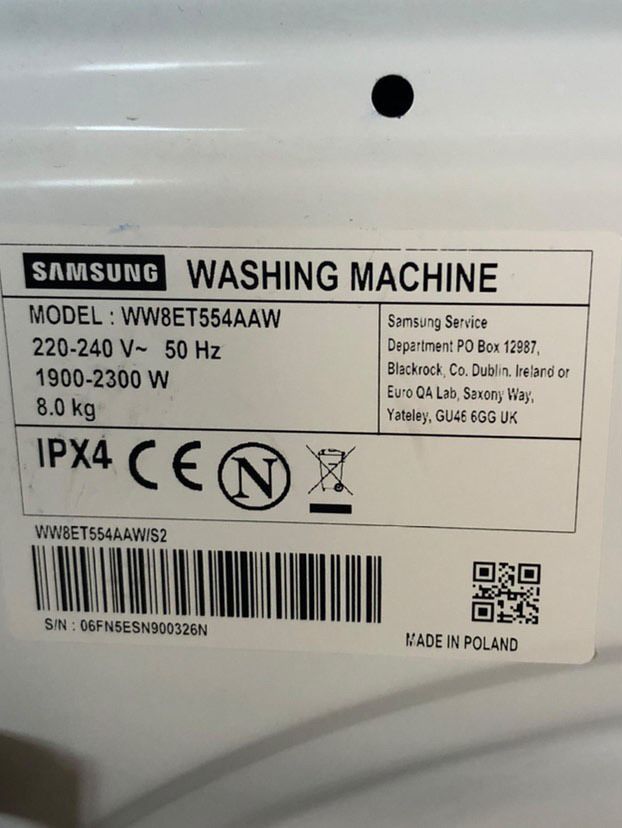 SAMSUNG WASHING MACHINE
MODEL : WW8ET554AAW
220-240 V~ 50 Hz
1900-2300 W
8.0 kg
Samsung Service
Department PO Box 12987,
Blackrock, Co. Dublin. Ireland or
Euro QA Lab, Saxony Way,
Yateley, GU46 6GG UK
IPX4 CE N
WW8ET554AAW/S2
S/N : 06FN5ESN900326N
MADE IN POLAND